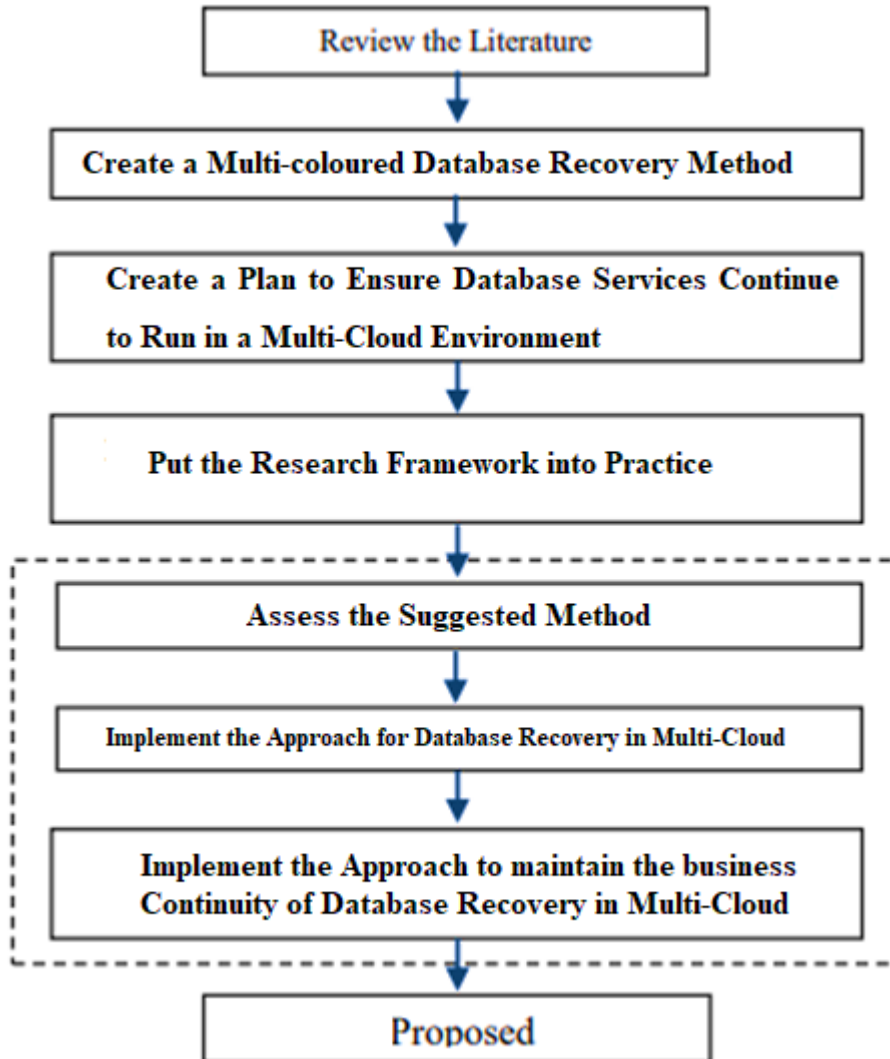 Review the Literature
Create a Multi-coloured Database Recovery Method
Create a Plan to Ensure Database Services Continue
to Run in a Multi-Cloud Environment
Put the Research Framework into Practice
Assess the Suggested Method
Implement the Approach for Database Recovery in Multi-Cloud
Implement the Approach to maintain the business
Continuity of Database Recovery in Multi-Cloud
Proposed